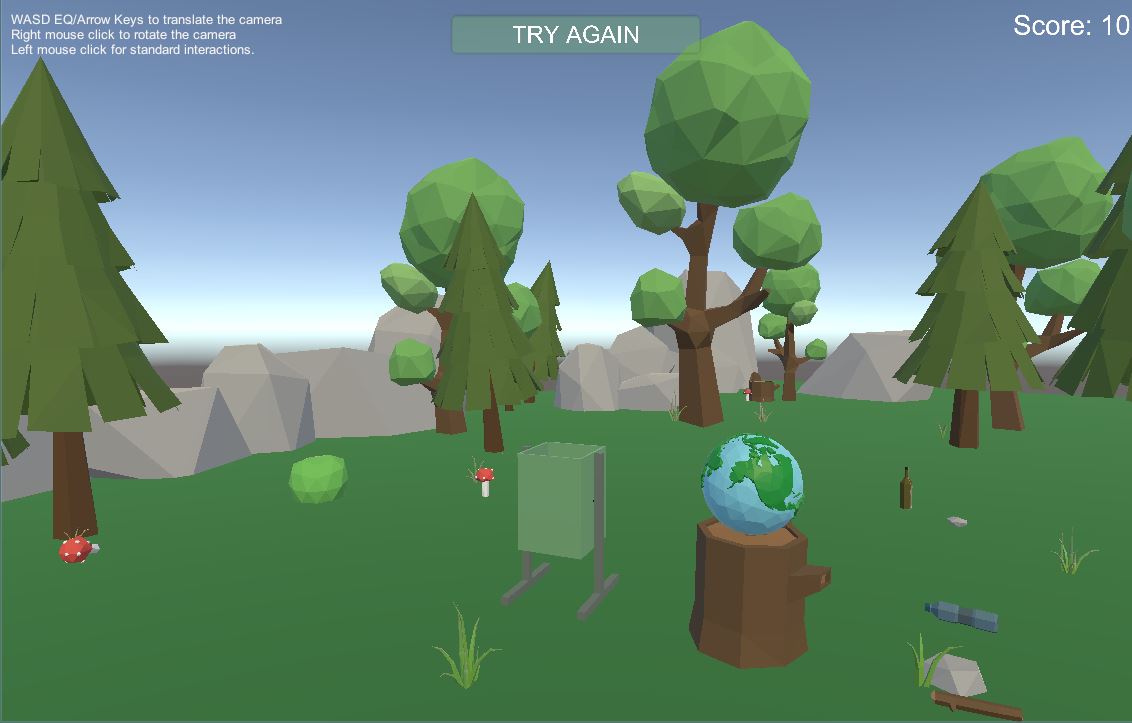 WASD EQ/Arrow Keys to translate the camera
Right mouse click to rotate the camera
Left mouse click for standard interactions.
TRY AGAIN
Score: 10